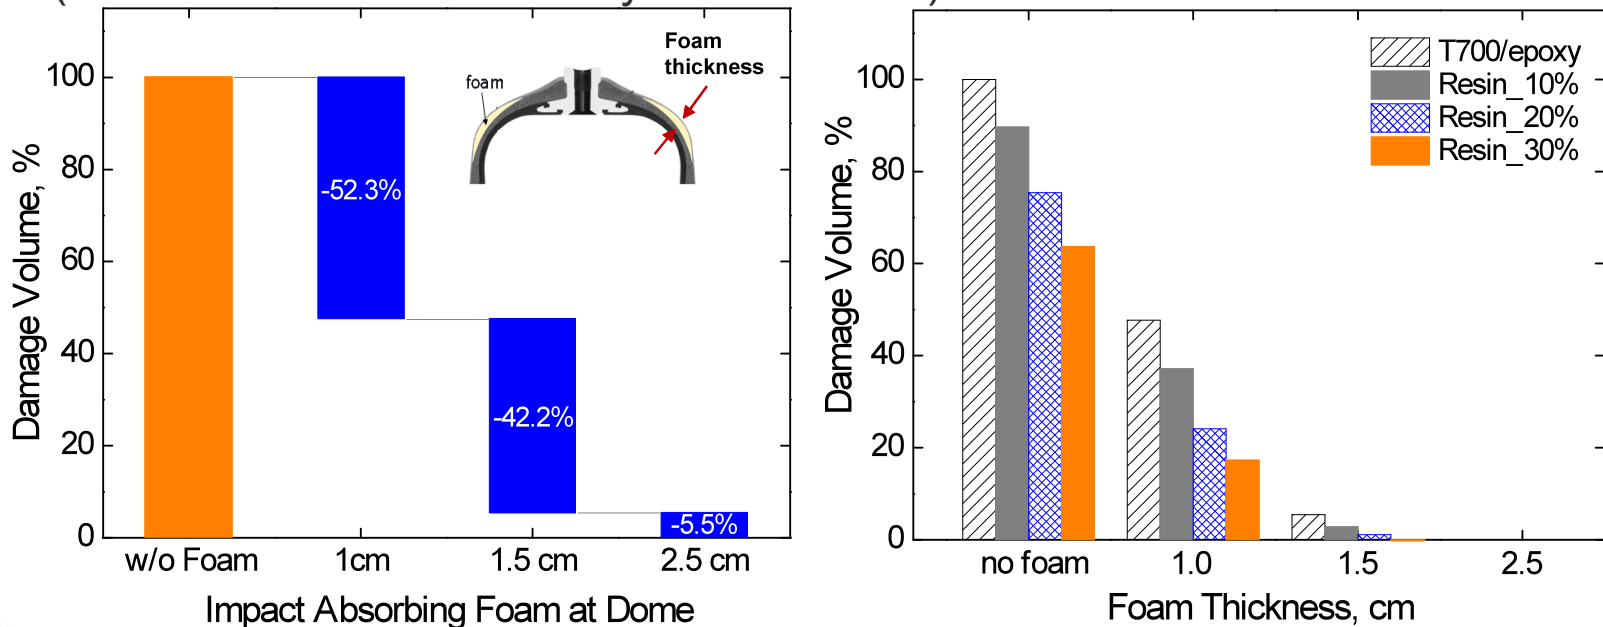 100
80
60
40
20
0
Damage Volume, %
-52.3%
-42.2%
-5.5%
foam
Foam
thickness
w/o Foam
1cm
1.5 cm
2.5 cm
Impact Absorbing Foam at Dome
100
80
60
40
20
0
Damage Volume, %
T700/epoxy
Resin_10%
Resin_20%
Resin_30%
no foam
1.0
1.5
2.5
Foam Thickness, cm